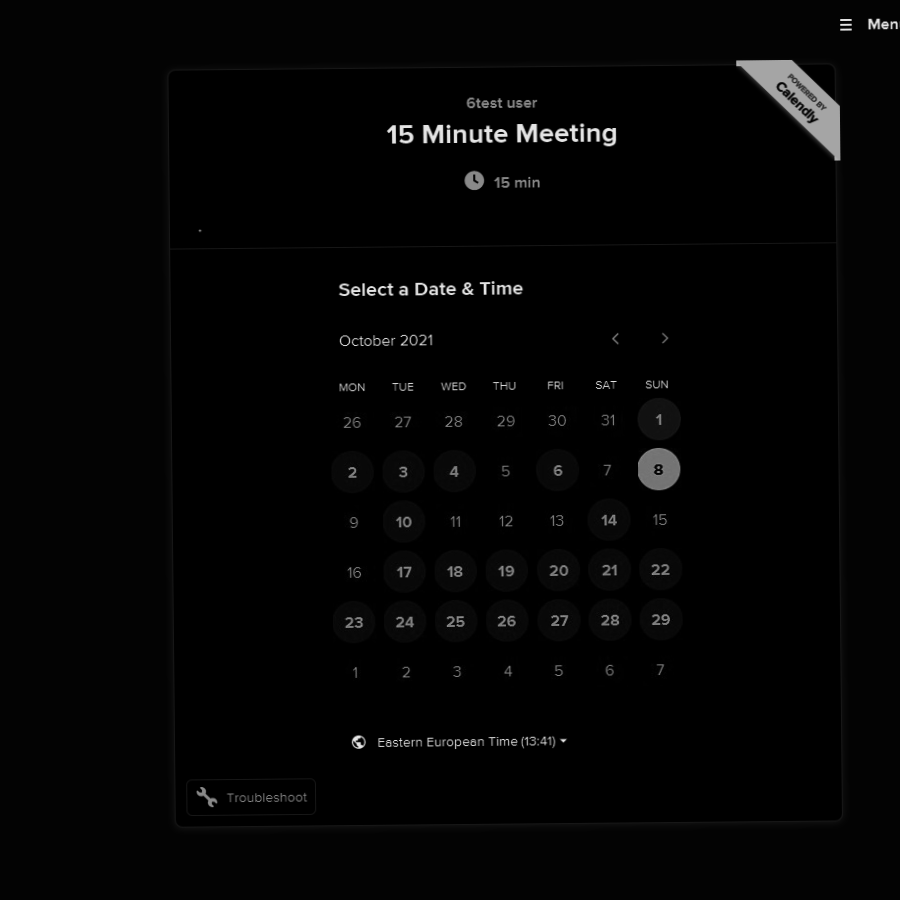 ☰ Men
POWERED BY
Calendly
6test user
15 Minute Meeting
15 min
.
Select a Date & Time
October 2021 < >
MON TUE WED THU FRI SAT SUN
26 27 28 29 30 31 1
2 3 4 5 6 7 8
9 10 11 12 13 14 15
16 17 18 19 20 21 22
23 24 25 26 27 28 29
1 2 3 4 5 6 7
Eastern European Time (13:41)
Troubleshoot